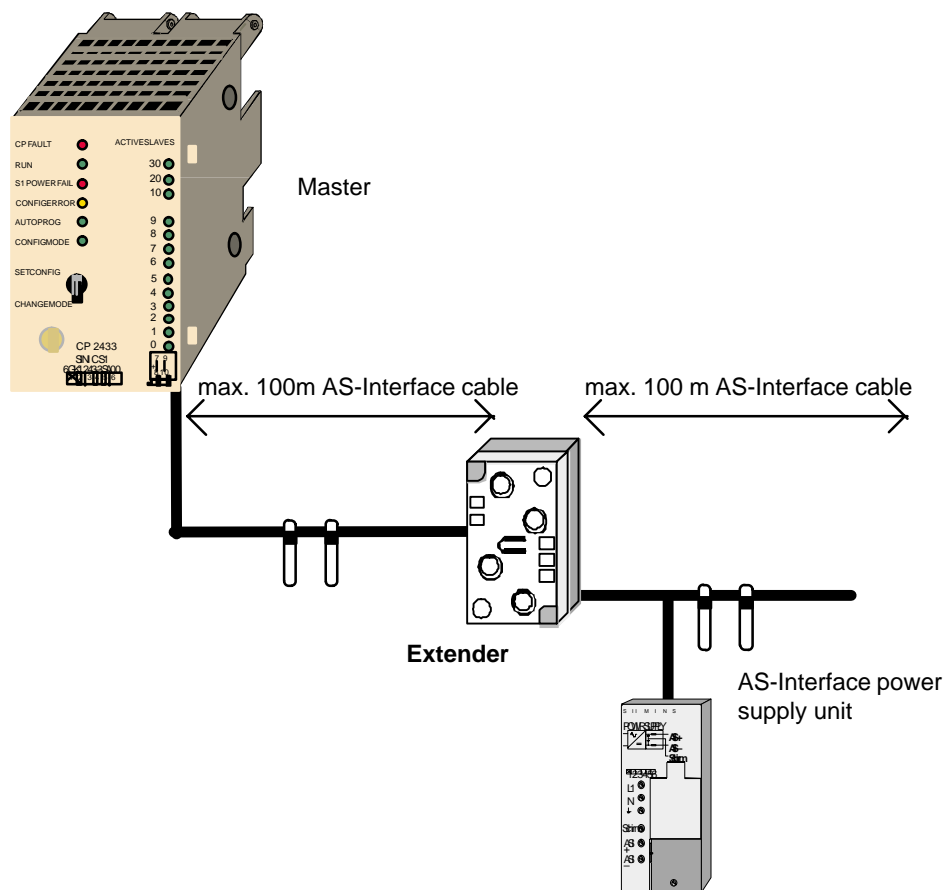 CP FAULT
RUN
S1 POWER FAIL
CONFIGERROR
AUTOPROG
CONFIGMODE
SETCONFIG
CHANGEMODE
ACTIVESLAVES
30
20
10
9
8
7
6
5
4
3
2
1
0
CP 2433
Master
max. 100m AS-Interface cable
max. 100 m AS-Interface cable
Extender
AS-Interface power
supply unit
S I I M I N S
L1
N